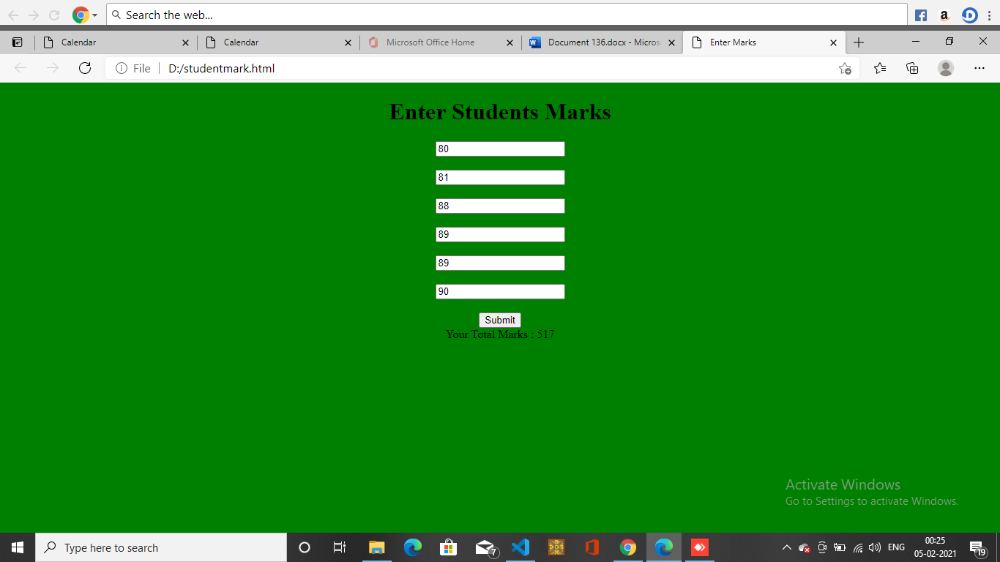 Search the web...
Calendar
Calendar
Microsoft Office Home
Document 136.docx - Micros
Enter Marks
File
D:/studentmark.html
Enter Students Marks
80
81
88
89
89
90
Submit
Your Total Marks : 517
Activate Windows
Go to Settings to activate Windows.
Type here to search
7
ENG
00:25
05-02-2021
19